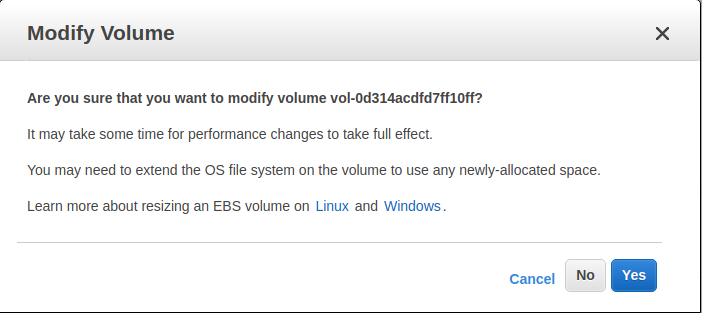 Modify Volume
Are you sure that you want to modify volume vol-0d314acdfd7ff10ff?
It may take some time for performance changes to take full effect.
You may need to extend the OS file system on the volume to use any newly-allocated space.
Learn more about resizing an EBS volume on Linux and Windows.
Cancel No Yes